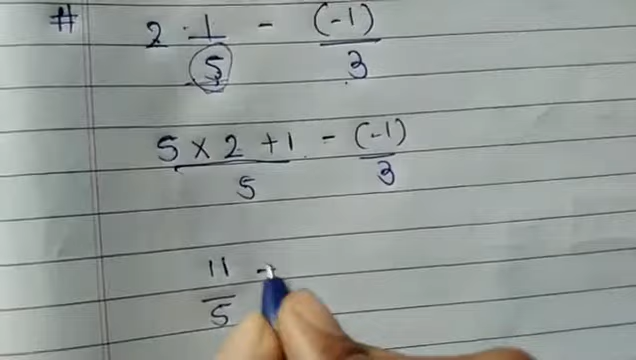 # 2 1/5 - (-1)/3
5 × 2 + 1/5 - (-1)/3
11/5 -